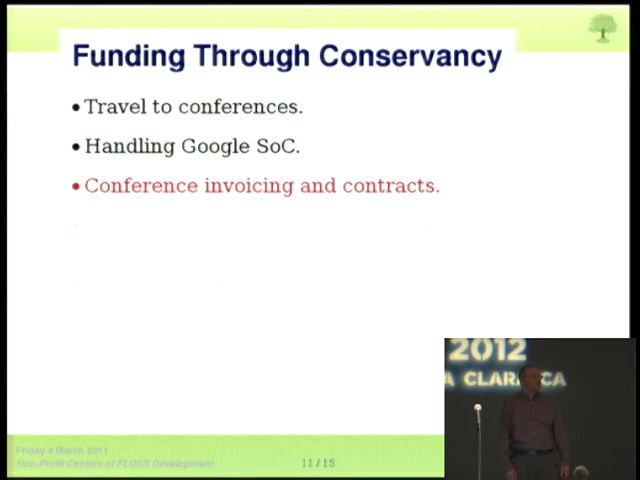 Funding Through Conservancy
• Travel to conferences.
• Handling Google SoC.
• Conference invoicing and contracts.
Friday 9 March 2011
Non-Profit Centers of FLOSS Development
11 / 15
2012
A CLARA, CA